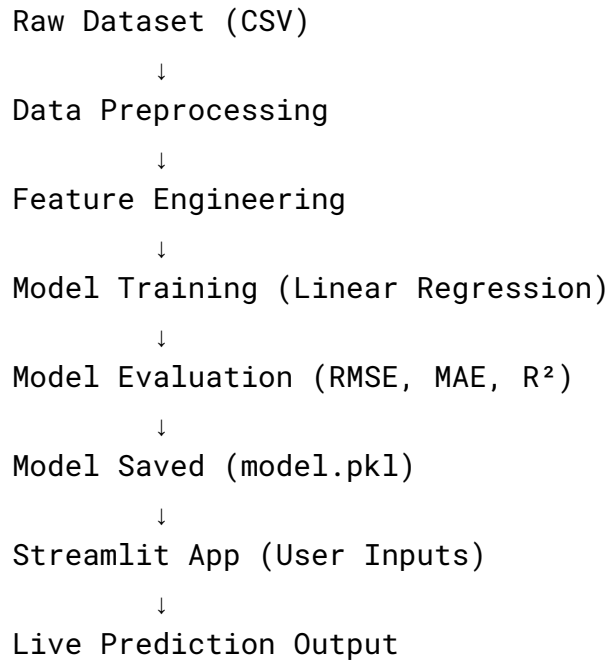 Raw Dataset (CSV)
↓
Data Preprocessing
↓
Feature Engineering
↓
Model Training (Linear Regression)
↓
Model Evaluation (RMSE, MAE, R²)
↓
Model Saved (model.pkl)
↓
Streamlit App (User Inputs)
↓
Live Prediction Output